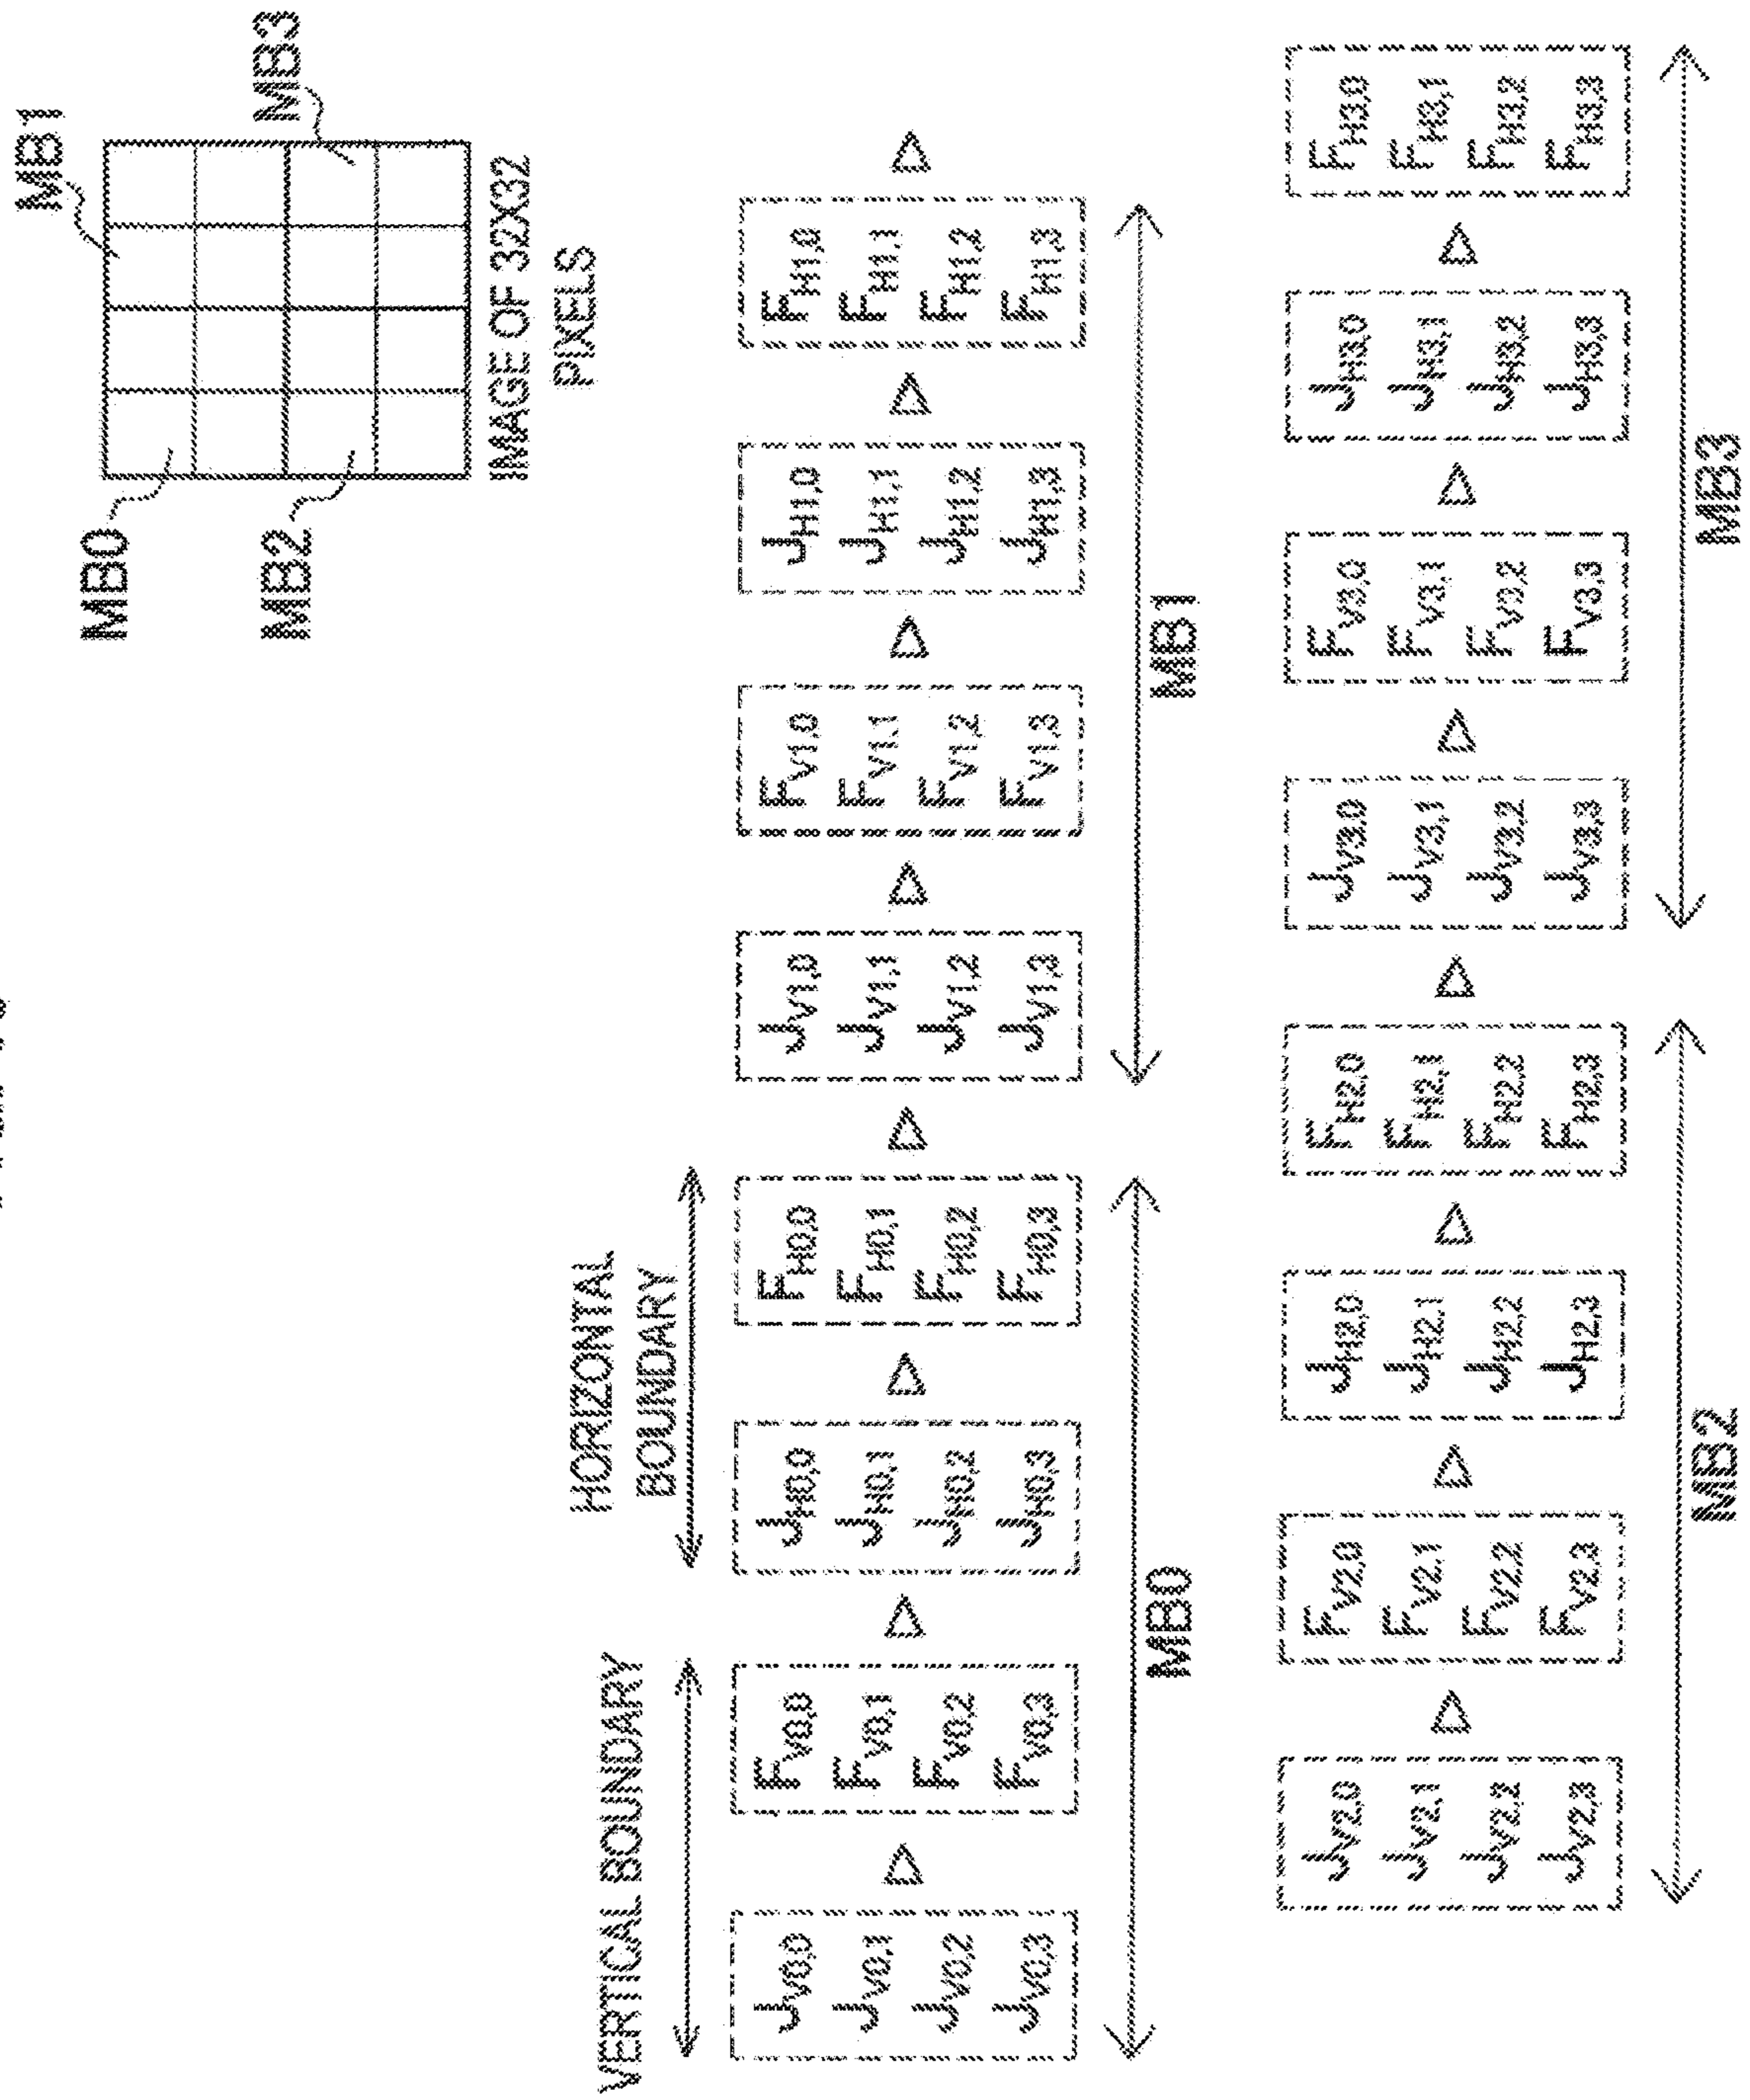 MB0
MB1
MB2
MB3
IMAGE OF 32X32
PIXELS
VERTICAL BOUNDARY
HORIZONTAL
BOUNDARY
JV0,0
JV0,1
JV0,2
JV0,3
FV0,0
FV0,1
FV0,2
FV0,3
JH0,0
JH0,1
JH0,2
JH0,3
FH0,0
FH0,1
FH0,2
FH0,3
MB0
JV1,0
JV1,1
JV1,2
JV1,3
FV1,0
FV1,1
FV1,2
FV1,3
JH1,0
JH1,1
JH1,2
JH1,3
FH1,0
FH1,1
FH1,2
FH1,3
MB1
JV2,0
JV2,1
JV2,2
JV2,3
FV2,0
FV2,1
FV2,2
FV2,3
JH2,0
JH2,1
JH2,2
JH2,3
FH2,0
FH2,1
FH2,2
FH2,3
MB2
JV3,0
JV3,1
JV3,2
JV3,3
FV3,0
FV3,1
FV3,2
FV3,3
JH3,0
JH3,1
JH3,2
JH3,3
FH3,0
FH3,1
FH3,2
FH3,3
MB3